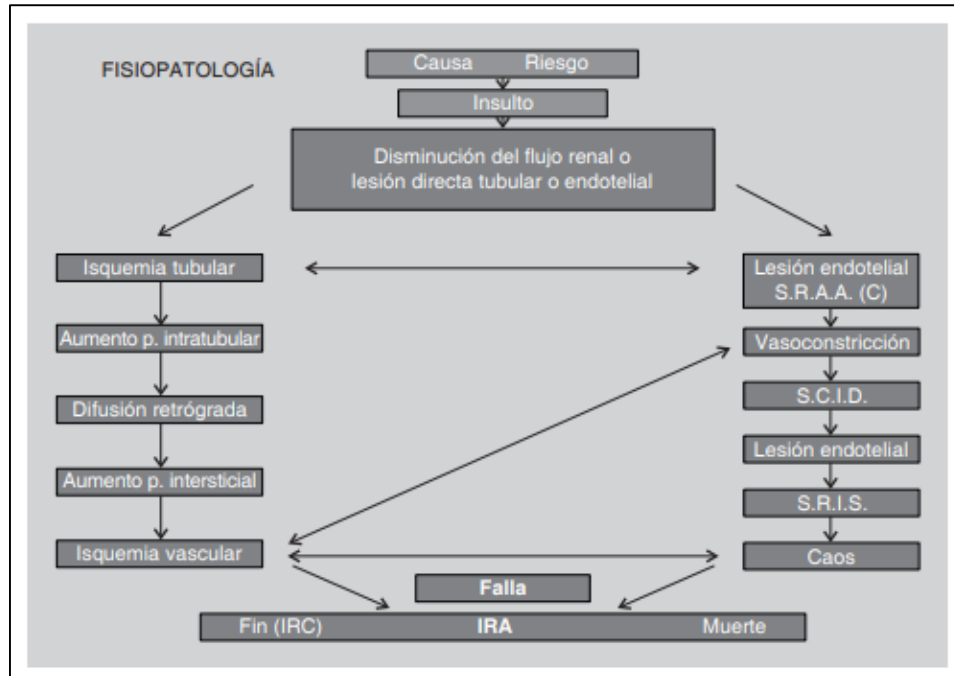 FISIOPATOLOGÍA
Causa Riesgo
Insulto
Disminución del flujo renal o
lesión directa tubular o endotelial
Isquemia tubular
Aumento p. intratubular
Difusión retrógrada
Aumento p. intersticial
Isquemia vascular
Lesión endotelial
S.R.A.A. (C)
Vasoconstricción
S.C.I.D.
Lesión endotelial
S.R.I.S.
Caos
Falla
Fin (IRC) IRA Muerte